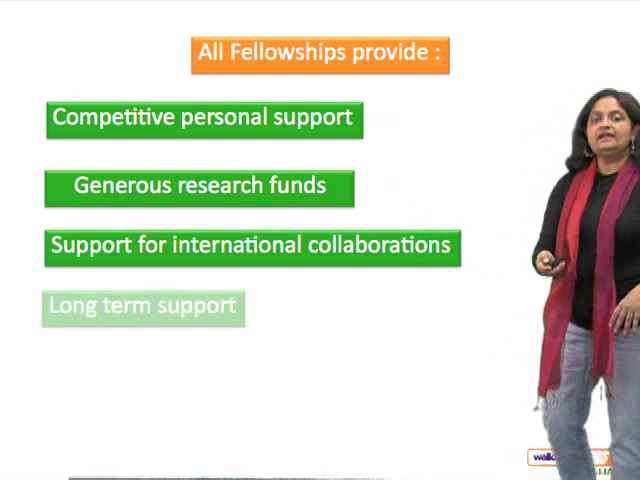 All Fellowships provide :
Competitive personal support
Generous research funds
Support for international collaborations
Long term support